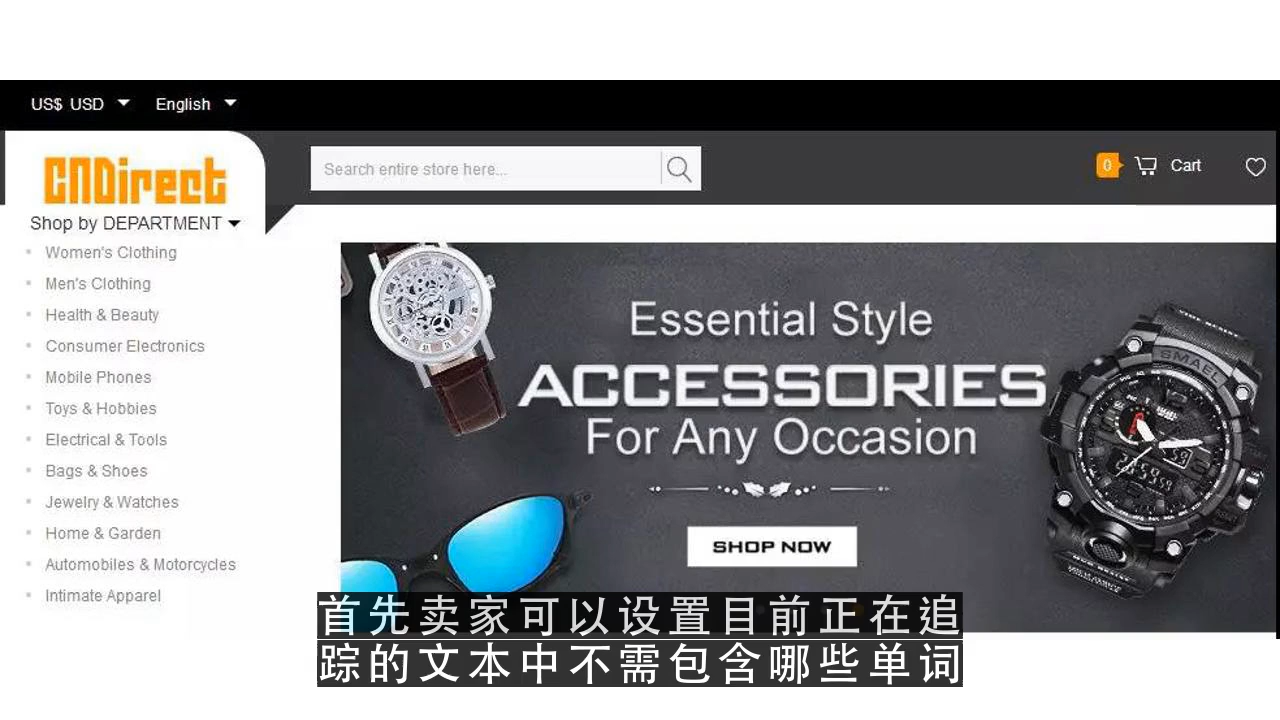 US$ USD
English
CNDirect
Search entire store here...
0
Cart
Shop by DEPARTMENT
Women's Clothing
Men's Clothing
Health & Beauty
Consumer Electronics
Mobile Phones
Toys & Hobbies
Electrical & Tools
Bags & Shoes
Jewelry & Watches
Home & Garden
Automobiles & Motorcycles
Intimate Apparel
Essential Style
ACCESSORIES
For Any Occasion
SHOP NOW
SMAEL
首先卖家可以设置目前正在追
踪的文本中不需包含哪些单词